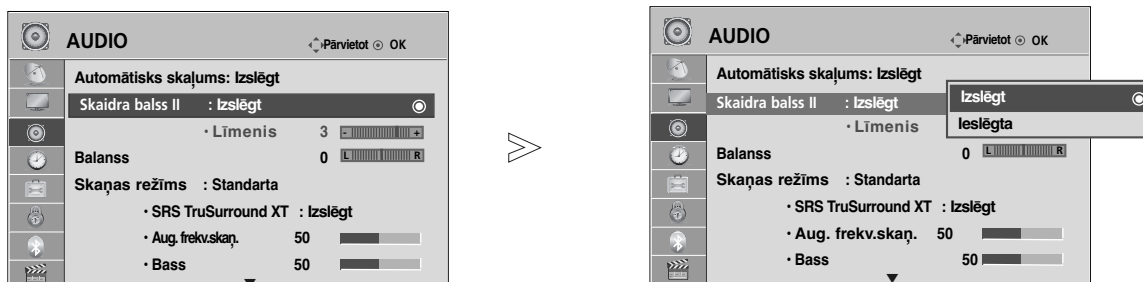 AUDIO
Pārvietot OK
Automātisks skaļums: Izslēgt
Skaidra balss II : Izslēgt
• Līmenis 3 - +
Balanss 0 L R
Skaņas režīms : Standarta
• SRS TruSurround XT : Izslēgt
• Aug. frekv.skaņ. 50
• Bass 50
AUDIO
Pārvietot OK
Automātisks skaļums: Izslēgt
Skaidra balss II : Izslēgt
Izslēgt
Ieslēgta
• Līmenis
Balanss 0 L R
Skaņas režīms : Standarta
• SRS TruSurround XT : Izslēgt
• Aug. frekv.skaņ. 50
• Bass 50